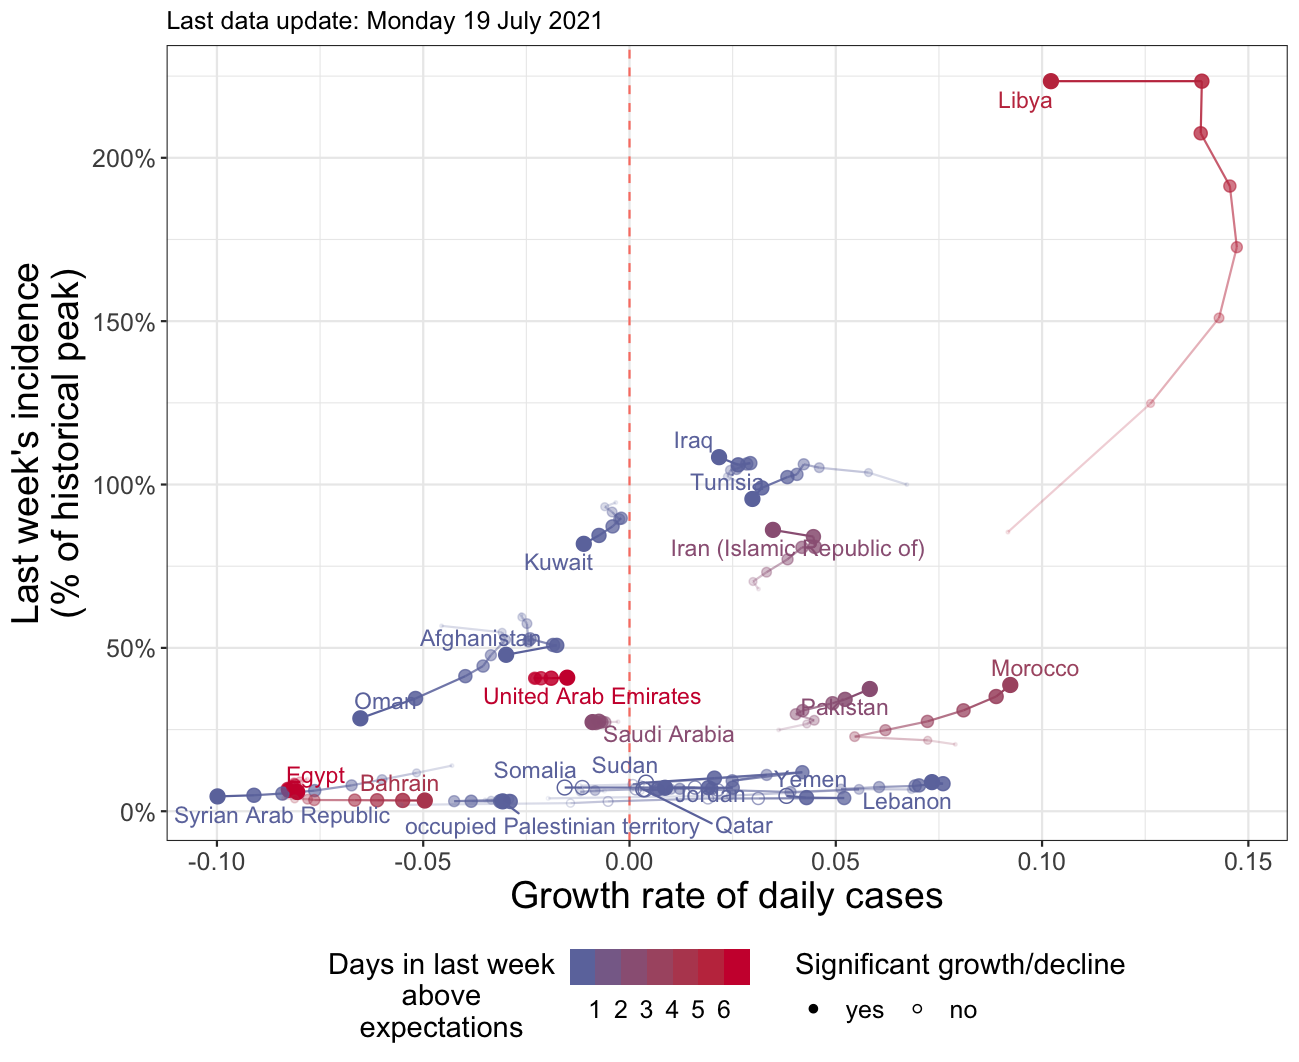 Last data update: Monday 19 July 2021
Last week's incidence
(% of historical peak)
200%
150%
100%
50%
0%
Libya
Iraq
Tunisia
Iran (Islamic Republic of)
Kuwait
Afghanistan
Oman
United Arab Emirates
Morocco
Pakistan
Saudi Arabia
Sudan
Somalia
Egypt
Bahrain
Yemen
Jordan
Lebanon
Syrian Arab Republic
occupied Palestinian territory
Qatar
-0.10 -0.05 0.00 0.05 0.10 0.15
Growth rate of daily cases
Days in last week
above
expectations
1 2 3 4 5 6
Significant growth/decline
yes no